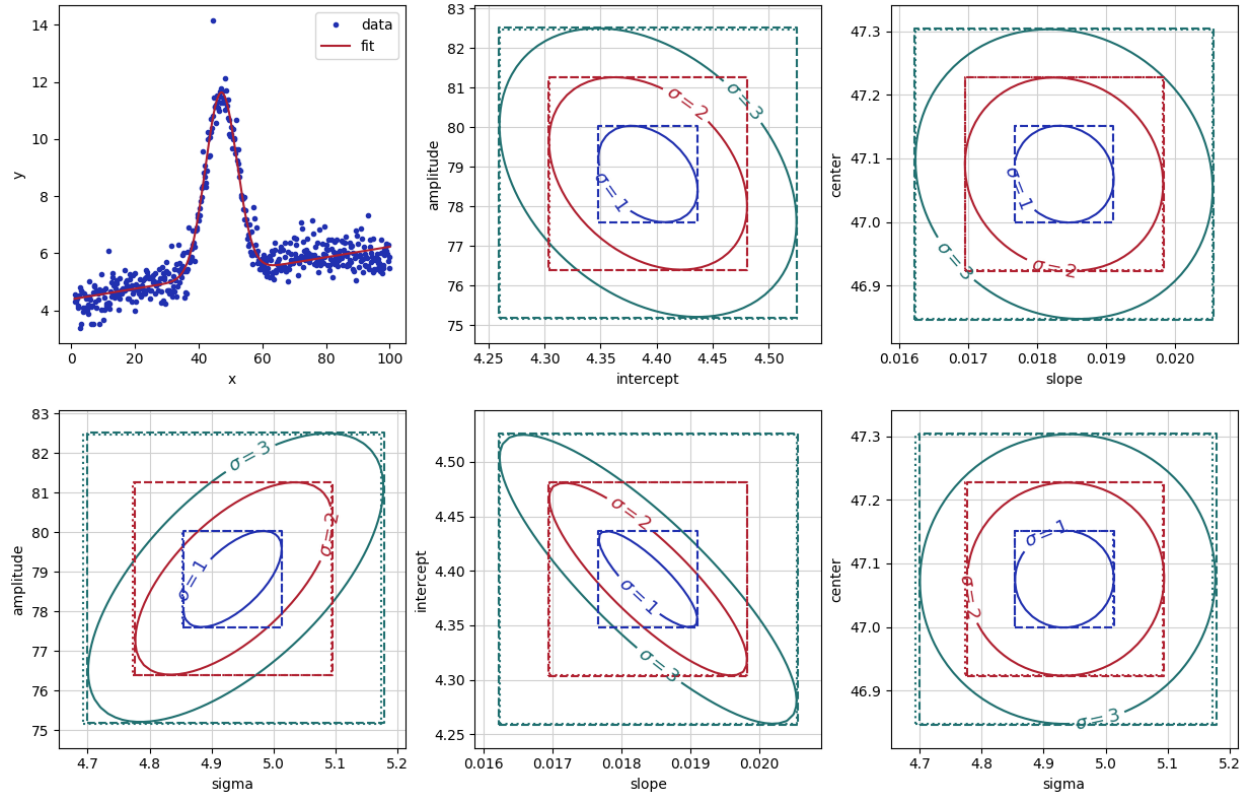 14
12
10
8
6
4
y
0
20
40
60
80
100
x
data
fit
83
82
81
80
79
78
77
76
75
amplitude
4.25
4.30
4.35
4.40
4.45
4.50
intercept
σ = 1
σ = 2
σ = 3
47.3
47.2
47.1
47.0
46.9
center
0.016
0.017
0.018
0.019
0.020
slope
σ = 1
σ = 2
σ = 3
83
82
81
80
79
78
77
76
75
amplitude
4.7
4.8
4.9
5.0
5.1
5.2
sigma
σ = 3
σ = 2
σ = 1
4.50
4.45
4.40
4.35
4.30
4.25
intercept
0.016
0.017
0.018
0.019
0.020
slope
σ = 2
σ = 1
σ = 3
47.3
47.2
47.1
47.0
46.9
center
4.7
4.8
4.9
5.0
5.1
5.2
sigma
σ = 1
σ = 2
σ = 3